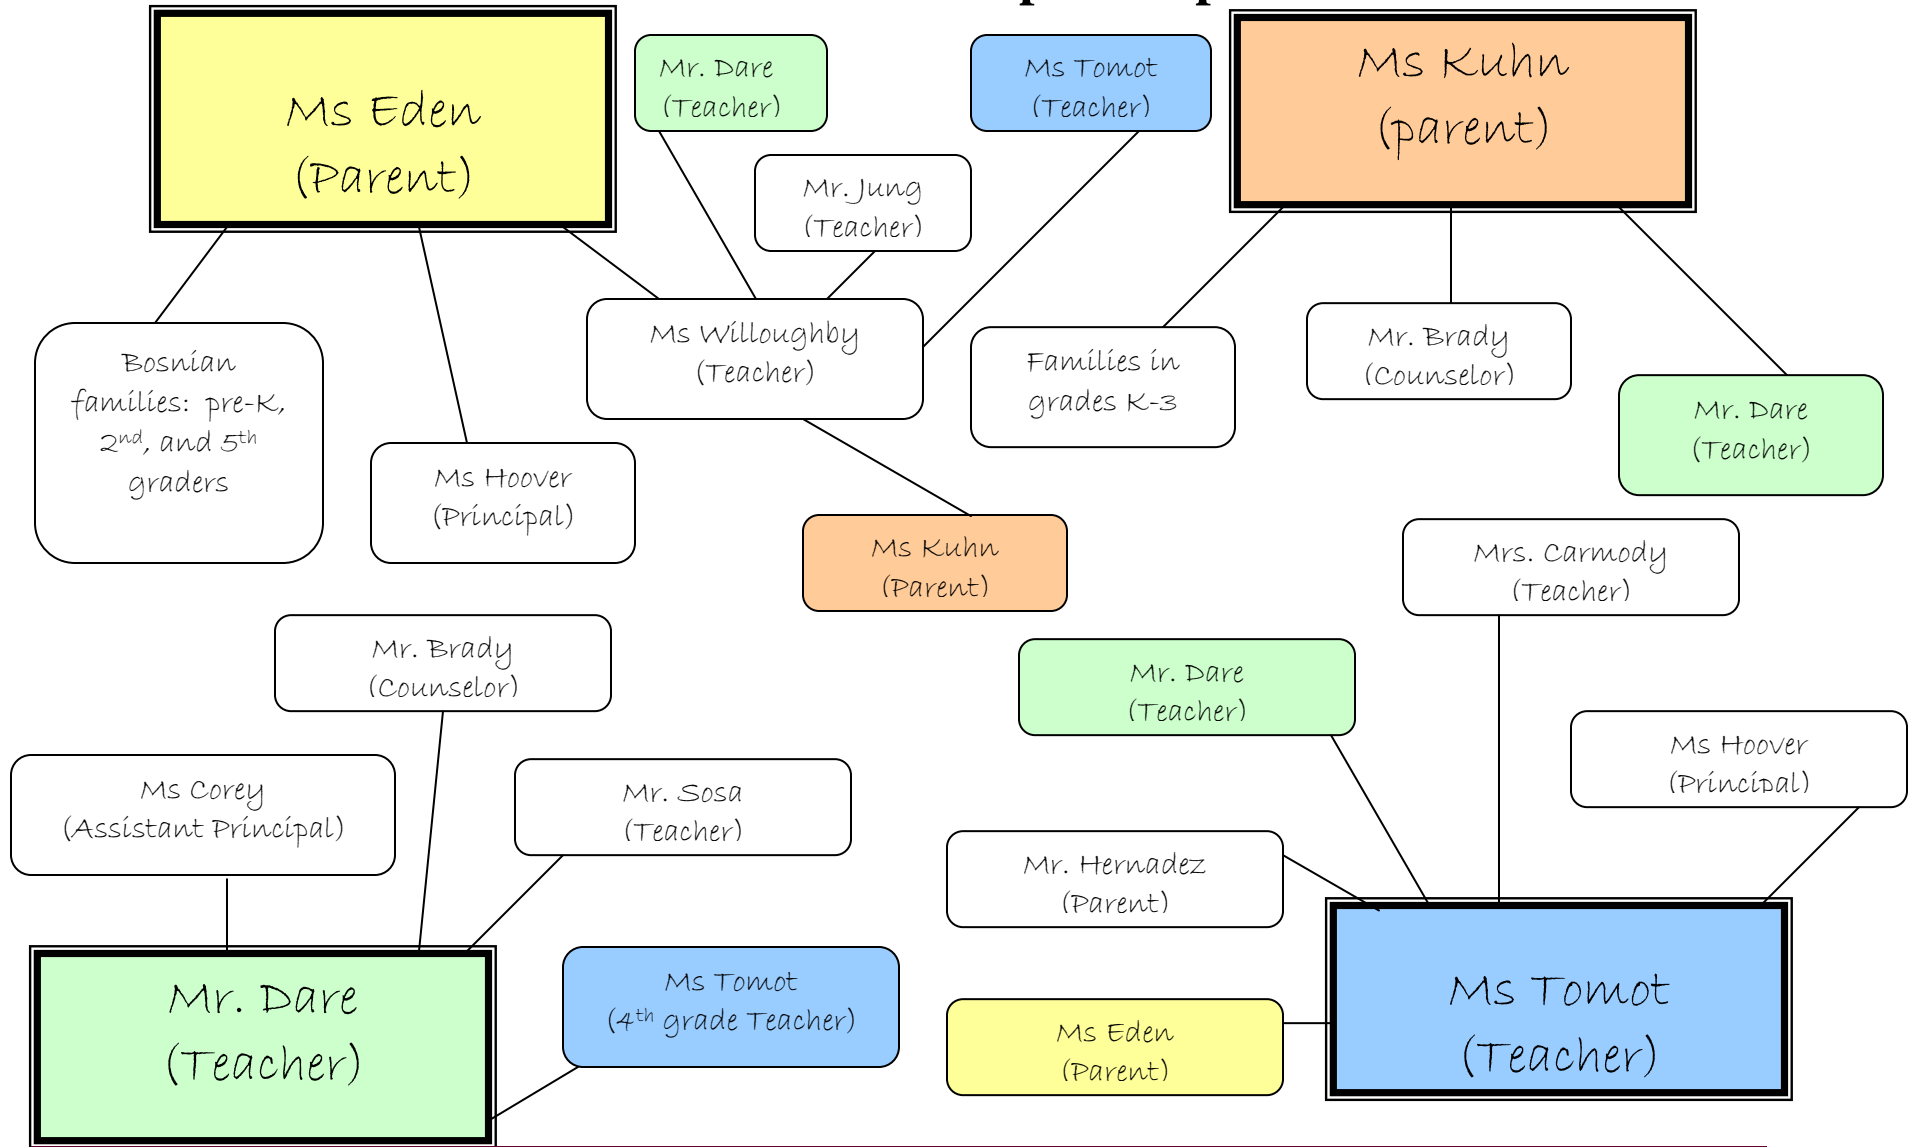 Ms Eden
(Parent)
Mr. Dare
(Teacher)
Ms Tomot
(Teacher)
Ms Kuhn
(parent)
Mr. Jung
(Teacher)
Ms Willoughby
(Teacher)
Bosnian
families: pre-K,
2nd, and 5th
graders
Ms Hoover
(Principal)
Families in
grades K-3
Mr. Brady
(Counselor)
Mr. Dare
(Teacher)
Ms Kuhn
(Parent)
Mrs. Carmody
(Teacher)
Mr. Brady
(Counselor)
Mr. Dare
(Teacher)
Ms Hoover
(Principal)
Ms Corey
(Assistant Principal)
Mr. Sosa
(Teacher)
Mr. Hernadez
(Parent)
Mr. Dare
(Teacher)
Ms Tomot
(4th grade Teacher)
Ms Eden
(Parent)
Ms Tomot
(Teacher)